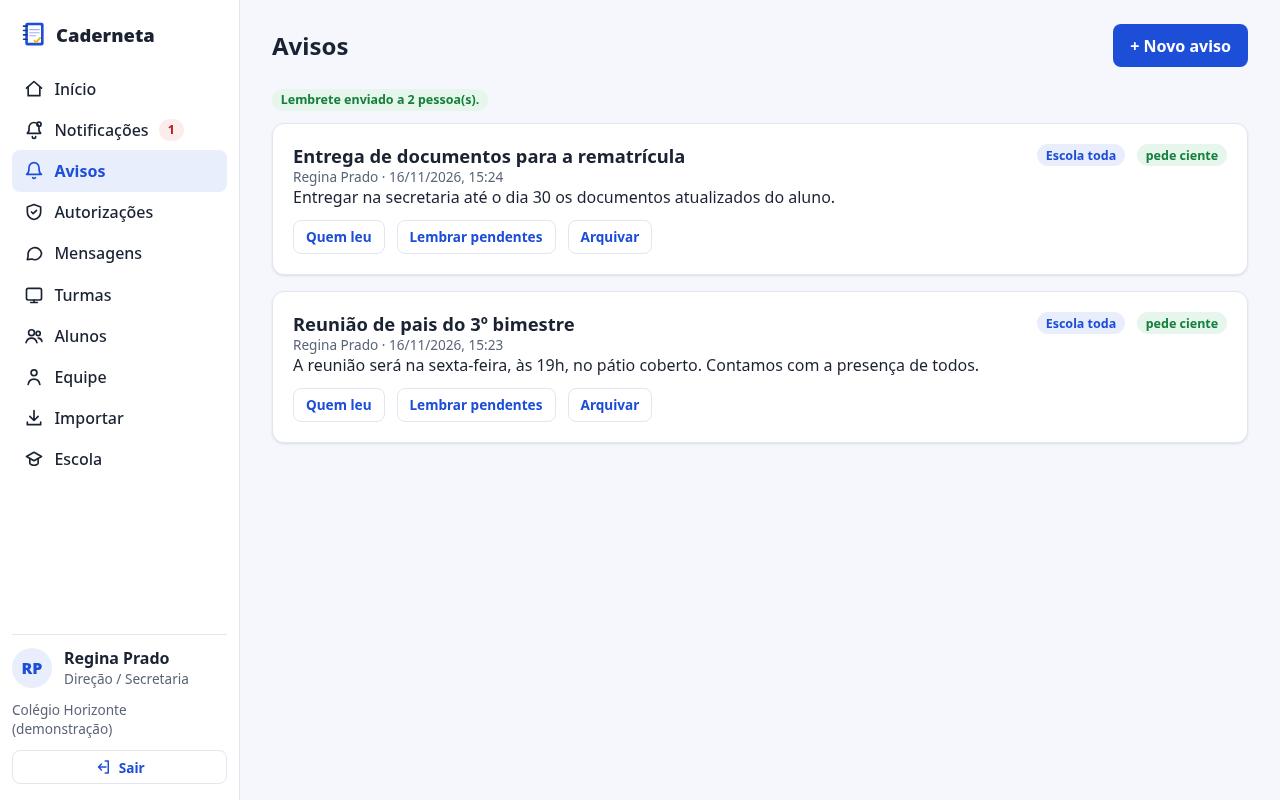 Caderneta
Início
Notificações 1
Avisos
Autorizações
Mensagens
Turmas
Alunos
Equipe
Importar
Escola
RP
Regina Prado
Direção / Secretaria
Colégio Horizonte
(demonstração)
Sair
Avisos
+ Novo aviso
Lembrete enviado a 2 pessoa(s).
Entrega de documentos para a rematrícula
Escola toda
pede ciente
Regina Prado · 16/11/2026, 15:24
Entregar na secretaria até o dia 30 os documentos atualizados do aluno.
Quem leu
Lembrar pendentes
Arquivar
Reunião de pais do 3º bimestre
Escola toda
pede ciente
Regina Prado · 16/11/2026, 15:23
A reunião será na sexta-feira, às 19h, no pátio coberto. Contamos com a presença de todos.
Quem leu
Lembrar pendentes
Arquivar